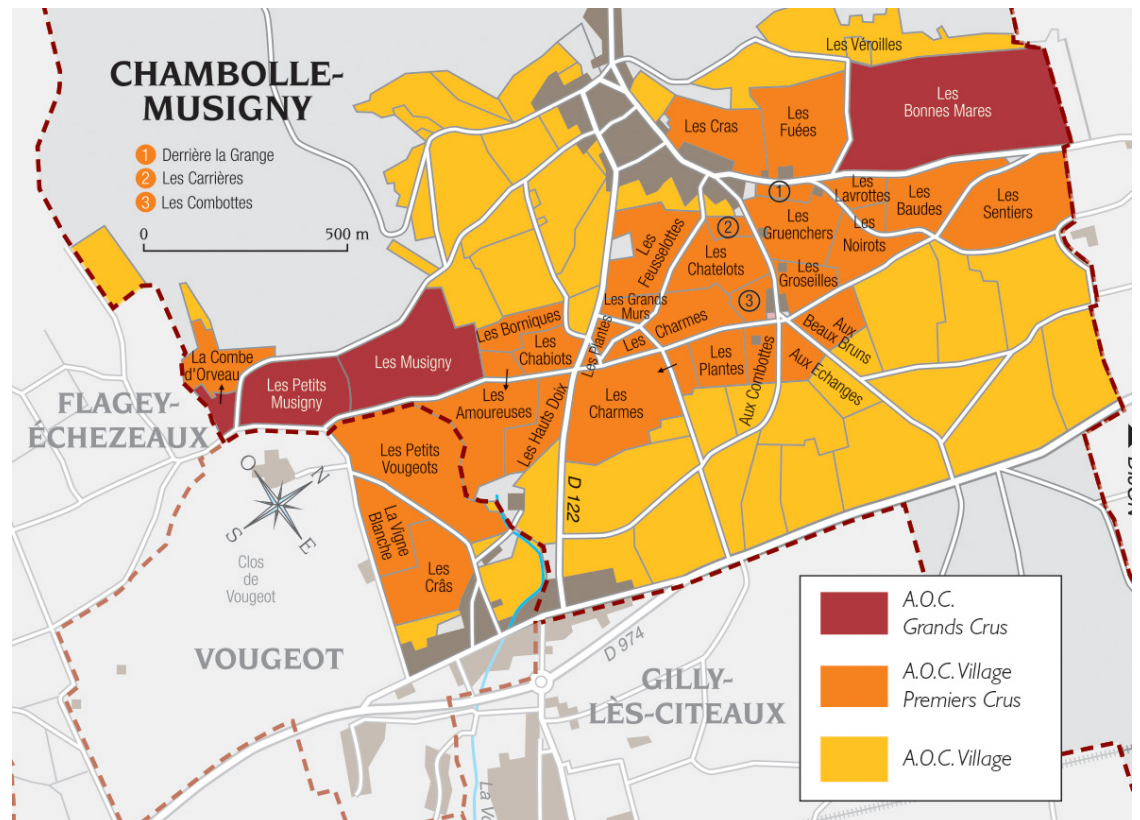 CHAMBOLLE-
MUSIGNY
1 Derrière la Grange
2 Les Carrières
3 Les Combottes
0 500 m
Les Véroilles
Les
Bonnes Mares
Les Cras
Les
Fuées
1
Les
Lavrottes
Les
Baudes
Les
Sentiers
2
Les
Gruenchers
Les
Noirots
Les
Feusselottes
Les
Chatelots
Les
Groseilles
3
Les Grands
Murs
Les Borniques
Les
Chabiots
Les Plantes
Les Charmes
Aux
Beaux Bruns
Les Musigny
La Combe
d'Orveau
Les Petits
Musigny
Les
Amoureuses
Les Hauts Doix
Les
Charmes
Les
Plantes
Aux Combottes
Aux Echanges
FLAGEY-
ÉCHEZEAUX
Les Petits
Vougeots
La Vigne
Blanche
Les
Crâs
D 122
DIJON
O
N
S
E
Clos
de
Vougeot
VOUGEOT
D 974
GILLY-
LÈS-CITEAUX
A.O.C.
Grands Crus
A.O.C. Village
Premiers Crus
A.O.C. Village